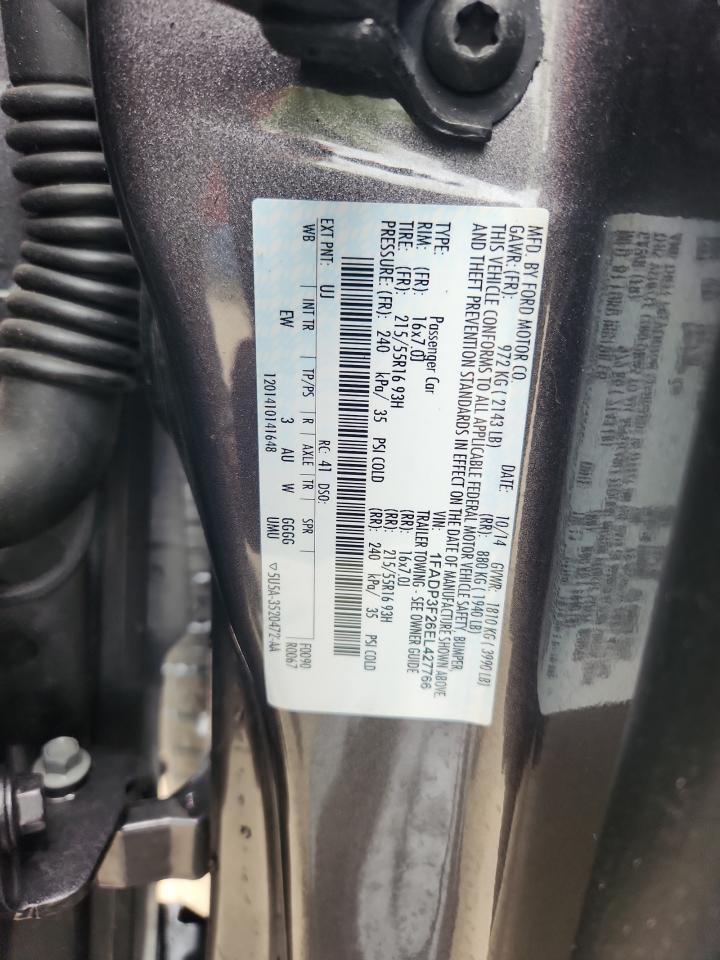 MFD. BY FORD MOTOR CO.
DATE: 10/14
GVWR: 1810 KG ( 3990 LB)
GAWR: (FR): 972 KG ( 2143 LB) (RR): 880 KG ( 1940 LB)
THIS VEHICLE CONFORMS TO ALL APPLICABLE FEDERAL MOTOR VEHICLE SAFETY, BUMPER,
AND THEFT PREVENTION STANDARDS IN EFFECT ON THE DATE OF MANUFACTURE SHOWN ABOVE
VIN: 1FADP3F26EL427766
TYPE: Passenger Car TRAILER TOWING - SEE OWNER GUIDE
RIM: (FR): 16x7.0J (RR): 16x7.0J
TIRE: (FR): 215/55R16 93H (RR): 215/55R16 93H
PRESSURE: (FR): 240 kPa/ 35 PSI COLD (RR): 240 kPa/ 35 PSI COLD
EXT PNT: UJ RC: 41 DSO:
WB INT TR TP/PS R AXLE TR SPR F0090
R0067
EW 3 AU W GGGG
UMU
1201410141648 ▽ 5U5A-3520472-AA